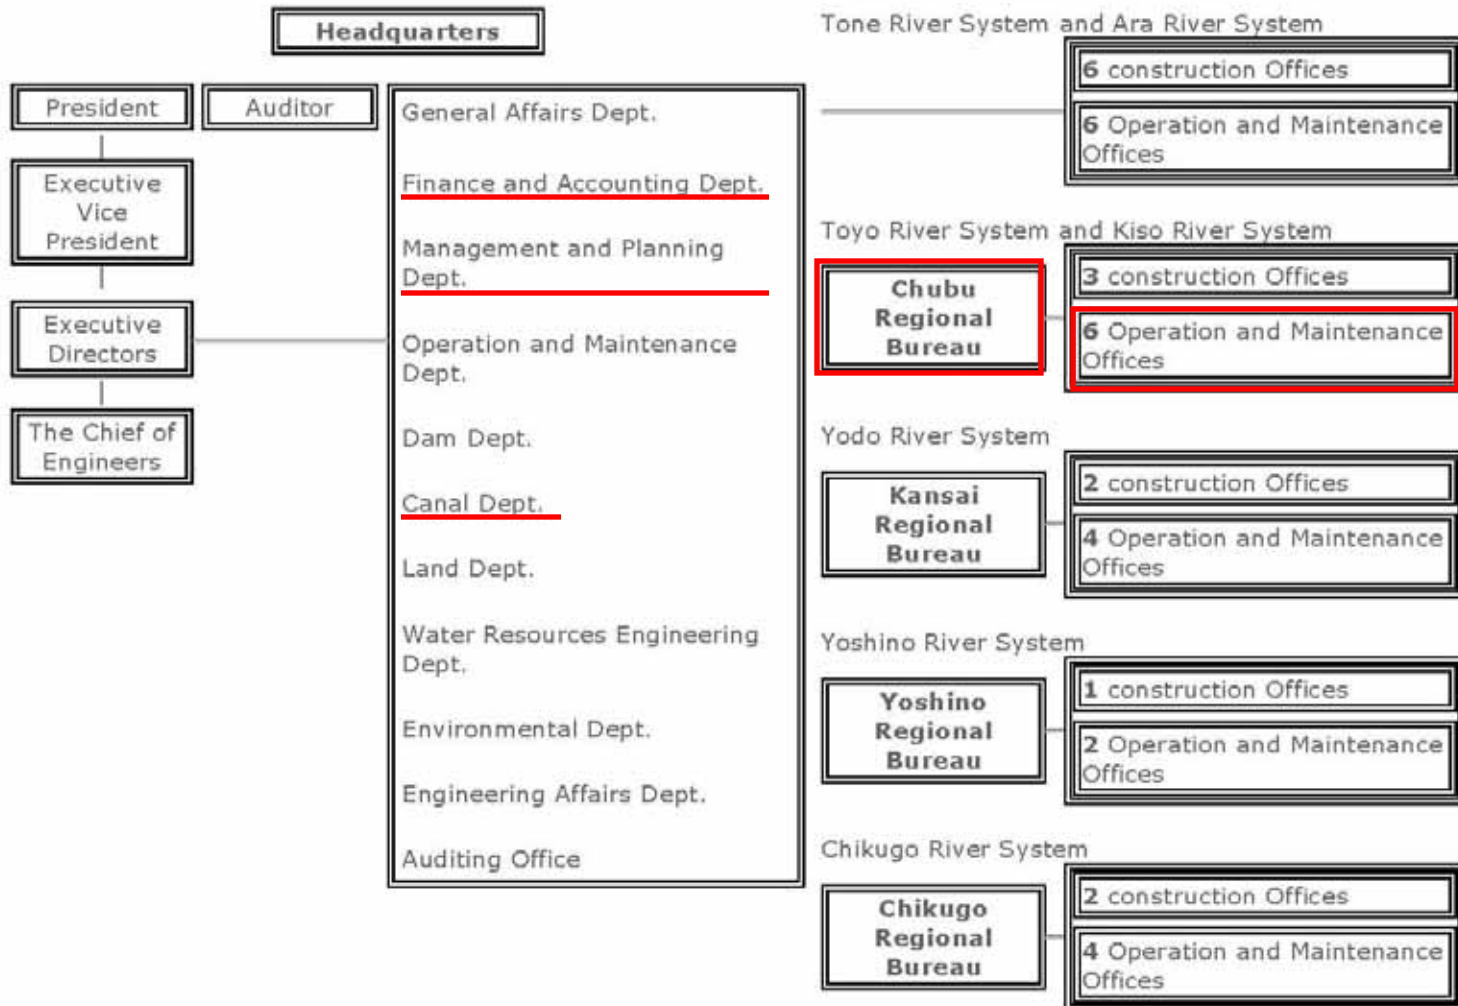 Headquarters
President
Auditor
Executive
Vice
President
Executive
Directors
The Chief of
Engineers
General Affairs Dept.
Finance and Accounting Dept.
Management and Planning
Dept.
Operation and Maintenance
Dept.
Dam Dept.
Canal Dept.
Land Dept.
Water Resources Engineering
Dept.
Environmental Dept.
Engineering Affairs Dept.
Auditing Office
Tone River System and Ara River System
6 construction Offices
6 Operation and Maintenance
Offices
Toyo River System and Kiso River System
Chubu
Regional
Bureau
3 construction Offices
6 Operation and Maintenance
Offices
Yodo River System
Kansai
Regional
Bureau
2 construction Offices
4 Operation and Maintenance
Offices
Yoshino River System
Yoshino
Regional
Bureau
1 construction Offices
2 Operation and Maintenance
Offices
Chikugo River System
Chikugo
Regional
Bureau
2 construction Offices
4 Operation and Maintenance
Offices